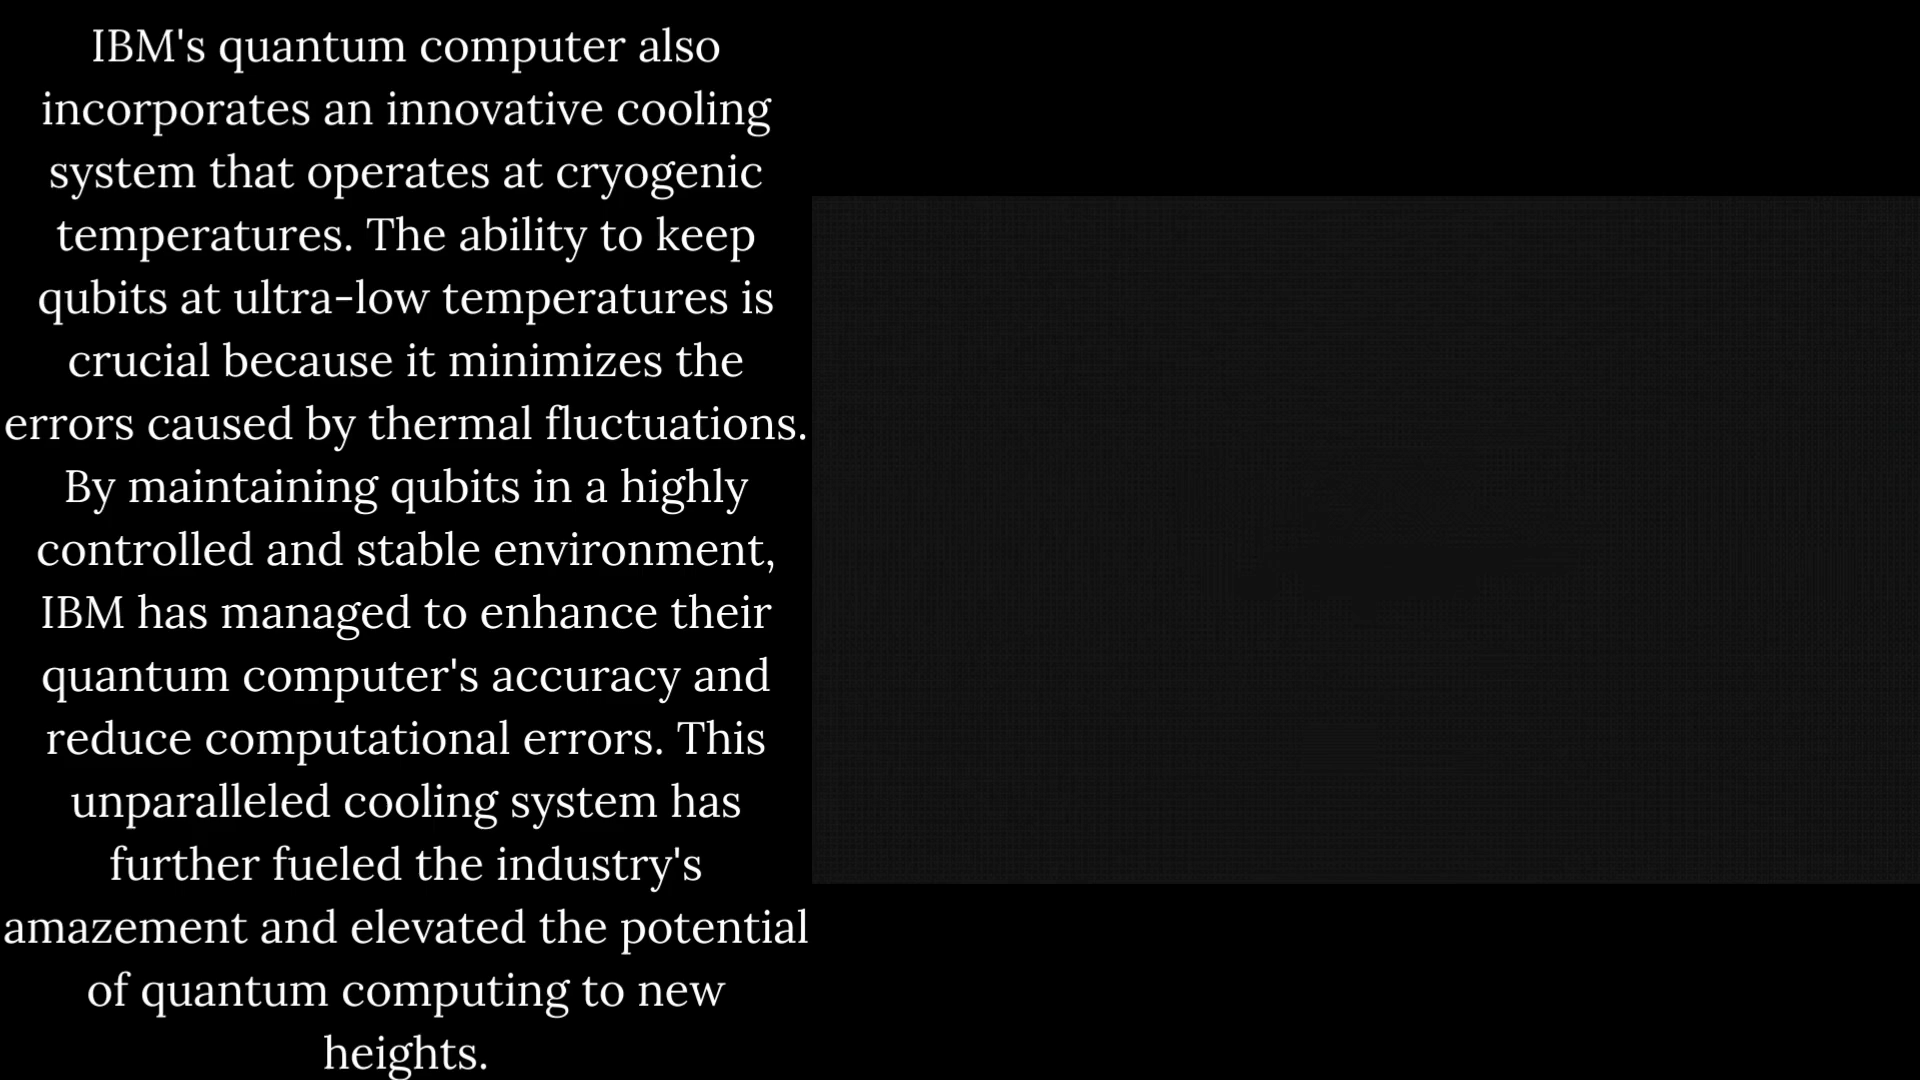 IBM's quantum computer also
incorporates an innovative cooling
system that operates at cryogenic
temperatures. The ability to keep
qubits at ultra-low temperatures is
crucial because it minimizes the
errors caused by thermal fluctuations.
By maintaining qubits in a highly
controlled and stable environment,
IBM has managed to enhance their
quantum computer's accuracy and
reduce computational errors. This
unparalleled cooling system has
further fueled the industry's
amazement and elevated the potential
of quantum computing to new
heights.